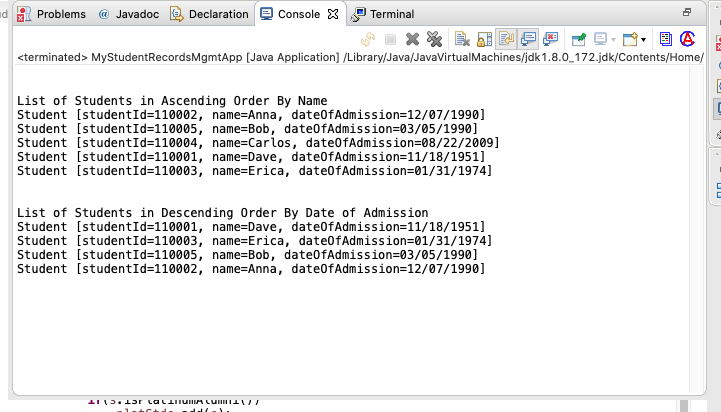 Problems @ Javadoc Declaration Console Terminal
<terminated> MyStudentRecordsMgmtApp [Java Application] /Library/Java/JavaVirtualMachines/jdk1.8.0_172.jdk/Contents/Home/
List of Students in Ascending Order By Name
Student [studentId=110002, name=Anna, dateOfAdmission=12/07/1990]
Student [studentId=110005, name=Bob, dateOfAdmission=03/05/1990]
Student [studentId=110004, name=Carlos, dateOfAdmission=08/22/2009]
Student [studentId=110001, name=Dave, dateOfAdmission=11/18/1951]
Student [studentId=110003, name=Erica, dateOfAdmission=01/31/1974]
List of Students in Descending Order By Date of Admission
Student [studentId=110001, name=Dave, dateOfAdmission=11/18/1951]
Student [studentId=110003, name=Erica, dateOfAdmission=01/31/1974]
Student [studentId=110005, name=Bob, dateOfAdmission=03/05/1990]
Student [studentId=110002, name=Anna, dateOfAdmission=12/07/1990]
if(s.isPlatinumAlumni())